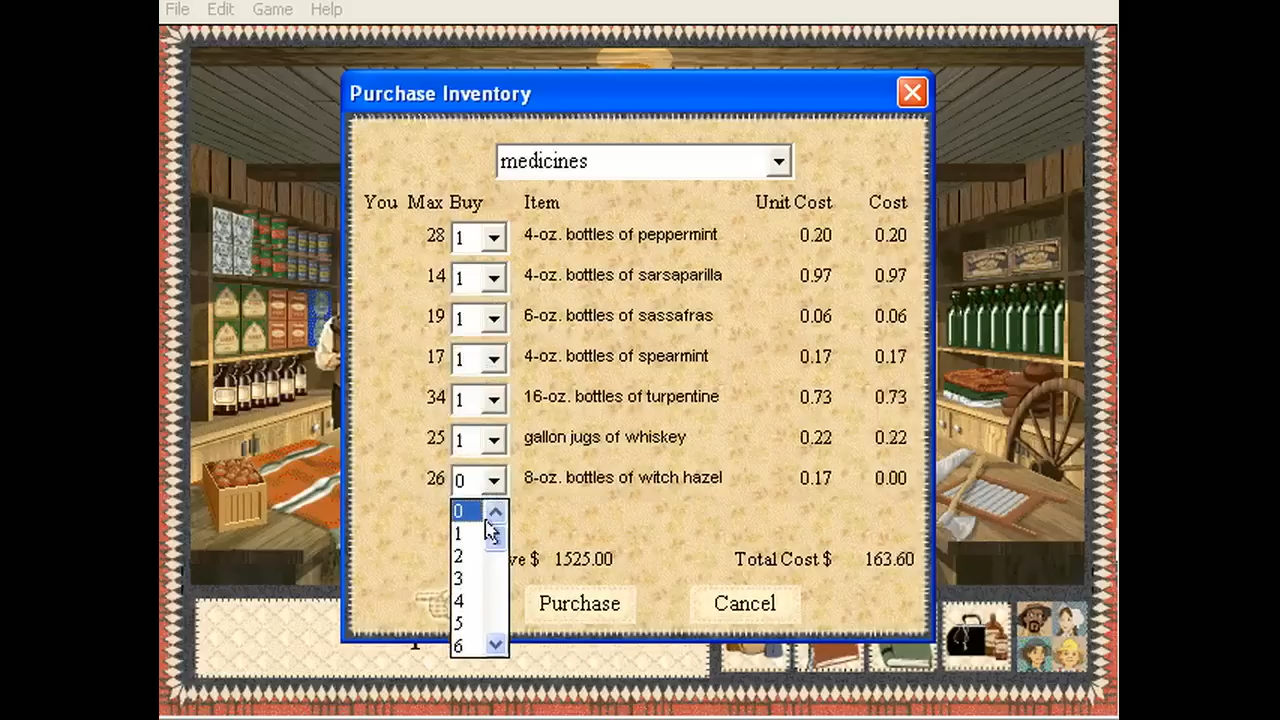 File Edit Game Help
Purchase Inventory
medicines
You Max Buy Item Unit Cost Cost
28 1 4-oz. bottles of peppermint 0.20 0.20
14 1 4-oz. bottles of sarsaparilla 0.97 0.97
19 1 6-oz. bottles of sassafras 0.06 0.06
17 1 4-oz. bottles of spearmint 0.17 0.17
34 1 16-oz. bottles of turpentine 0.73 0.73
25 1 gallon jugs of whiskey 0.22 0.22
26 0 8-oz. bottles of witch hazel 0.17 0.00
0
1
2
3
4
5
6
ve $ 1525.00 Total Cost $ 163.60
Purchase Cancel